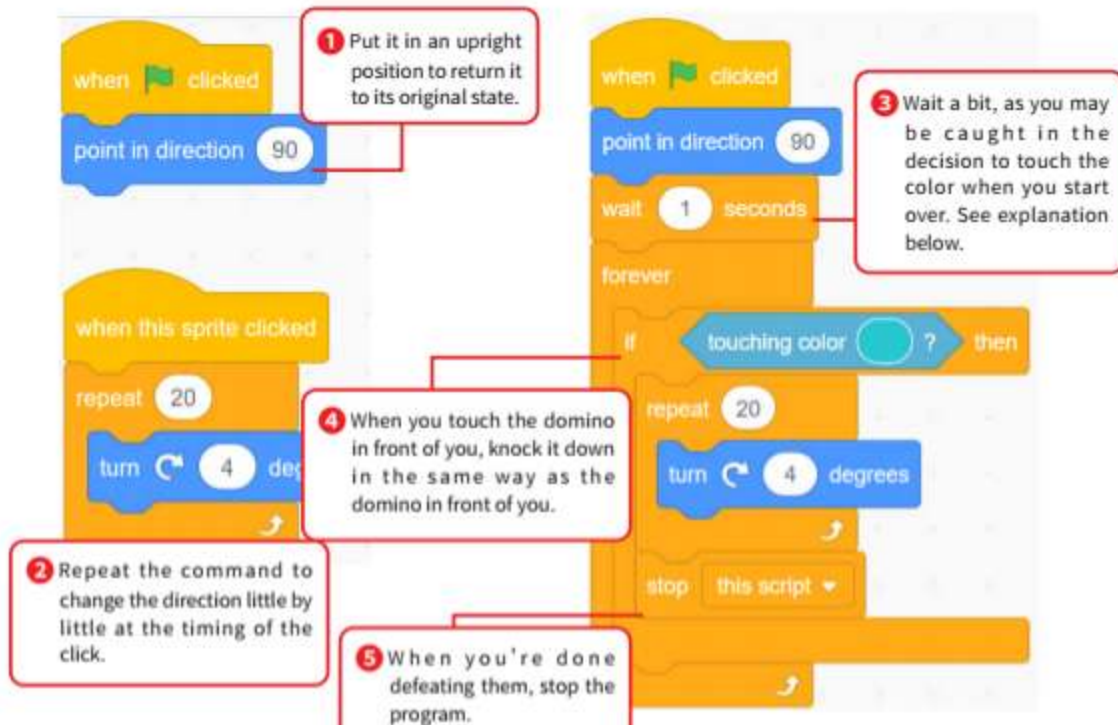 when clicked
point in direction 90
when this sprite clicked
repeat 20
turn 4 deg
1 Put it in an upright
position to return it
to its original state.
2 Repeat the command to
change the direction little by
little at the timing of the
click.
when clicked
point in direction 90
wait 1 seconds
forever
if touching color ? then
repeat 20
turn 4 degrees
stop this script
3 Wait a bit, as you may
be caught in the
decision to touch the
color when you start
over. See explanation
below.
4 When you touch the domino
in front of you, knock it down
in the same way as the
domino in front of you.
5 When you're done
defeating them, stop the
program.